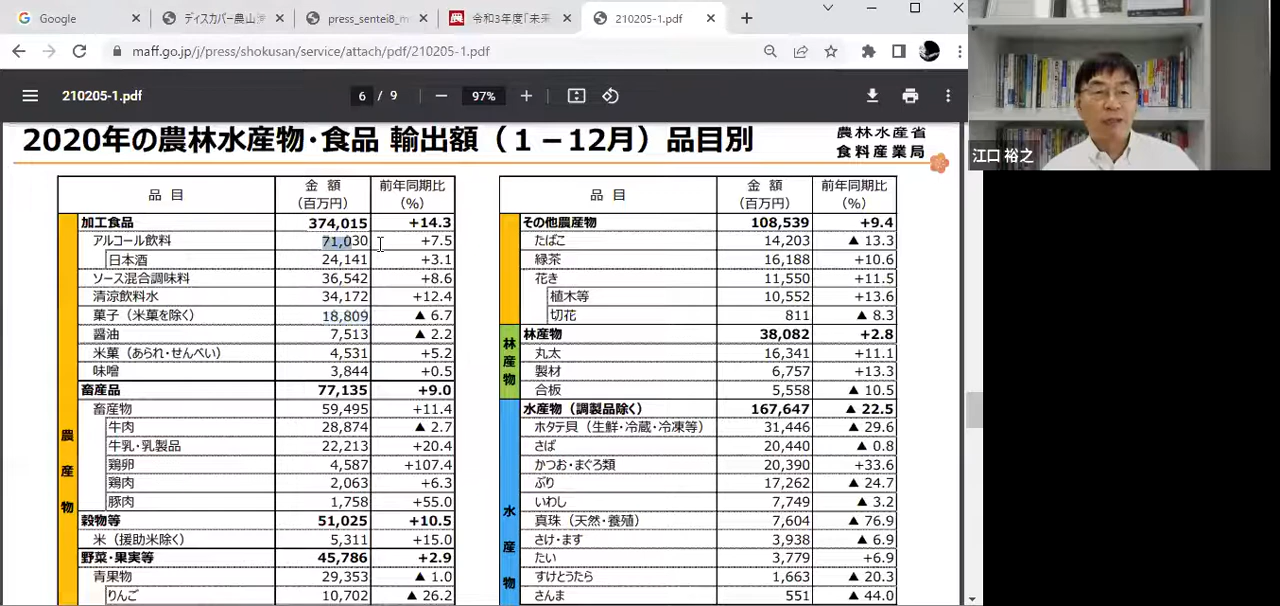 Google
ディスカバー農山
press_sentei8_m
令和3年度「未来
210205-1.pdf
maff.go.jp/j/press/shokusan/service/attach/pdf/210205-1.pdf
210205-1.pdf
6 / 9
97%
江口 裕之
2020年の農林水産物・食品 輸出額（1－12月）品目別
農林水産省
食料産業局
品 目 金 額（百万円） 前年同期比（%）
農産物
加工食品 374,015 +14.3
アルコール飲料 71,030 +7.5
日本酒 24,141 +3.1
ソース混合調味料 36,542 +8.6
清涼飲料水 34,172 +12.4
菓子（米菓を除く） 18,809 ▲ 6.7
醤油 7,513 ▲ 2.2
米菓（あられ・せんべい） 4,531 +5.2
味噌 3,844 +0.5
畜産品 77,135 +9.0
畜産物 59,495 +11.4
牛肉 28,874 ▲ 2.7
牛乳・乳製品 22,213 +20.4
鶏卵 4,587 +107.4
鶏肉 2,063 +6.3
豚肉 1,758 +55.0
穀物等 51,025 +10.5
米（援助米除く） 5,311 +15.0
野菜・果実等 45,786 +2.9
青果物 29,353 ▲ 1.0
りんご 10,702 ▲ 26.2
品 目 金 額（百万円） 前年同期比（%）
その他農産物 108,539 +9.4
たばこ 14,203 ▲ 13.3
緑茶 16,188 +10.6
花き 11,550 +11.5
植木等 10,552 +13.6
切花 811 ▲ 8.3
林産物
林産物 38,082 +2.8
丸太 16,341 +11.1
製材 6,757 +13.3
合板 5,558 ▲ 10.5
水産物
水産物（調製品除く） 167,647 ▲ 22.5
ホタテ貝（生鮮・冷蔵・冷凍等） 31,446 ▲ 29.6
さば 20,440 ▲ 0.8
かつお・まぐろ類 20,390 +33.6
ぶり 17,262 ▲ 24.7
いわし 7,749 ▲ 3.2
真珠（天然・養殖） 7,604 ▲ 76.9
さけ・ます 3,938 ▲ 6.9
たい 3,779 +6.9
すけとうたら 1,663 ▲ 20.3
さんま 551 ▲ 44.0